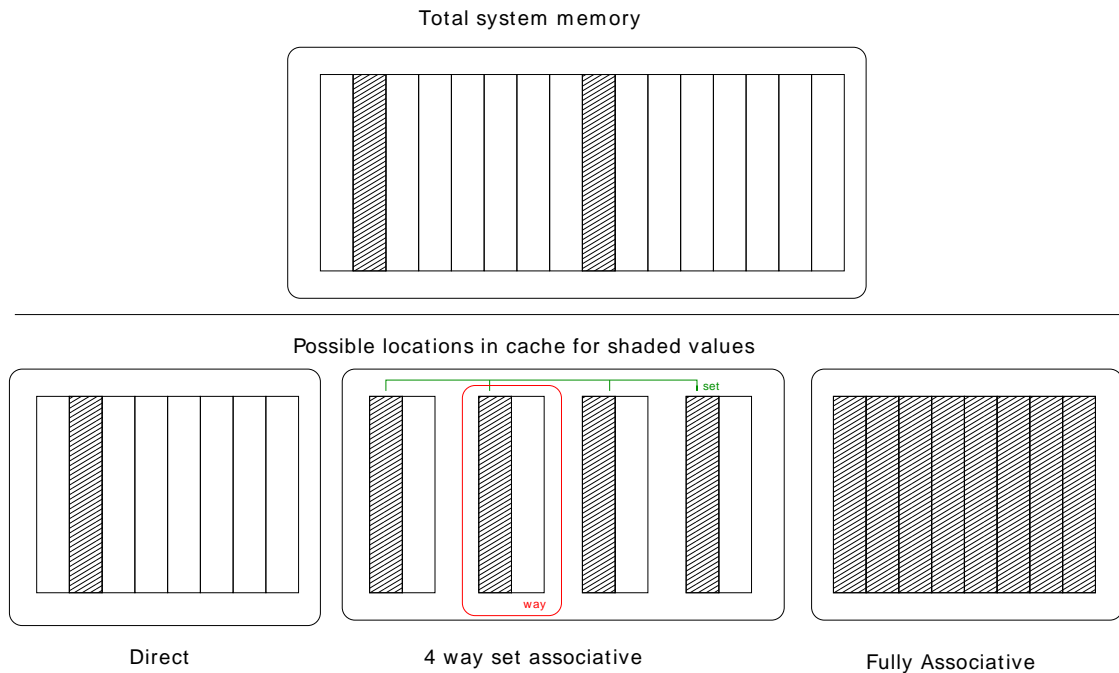 Total system memory
Possible locations in cache for shaded values
set
way
Direct
4 way set associative
Fully Associative